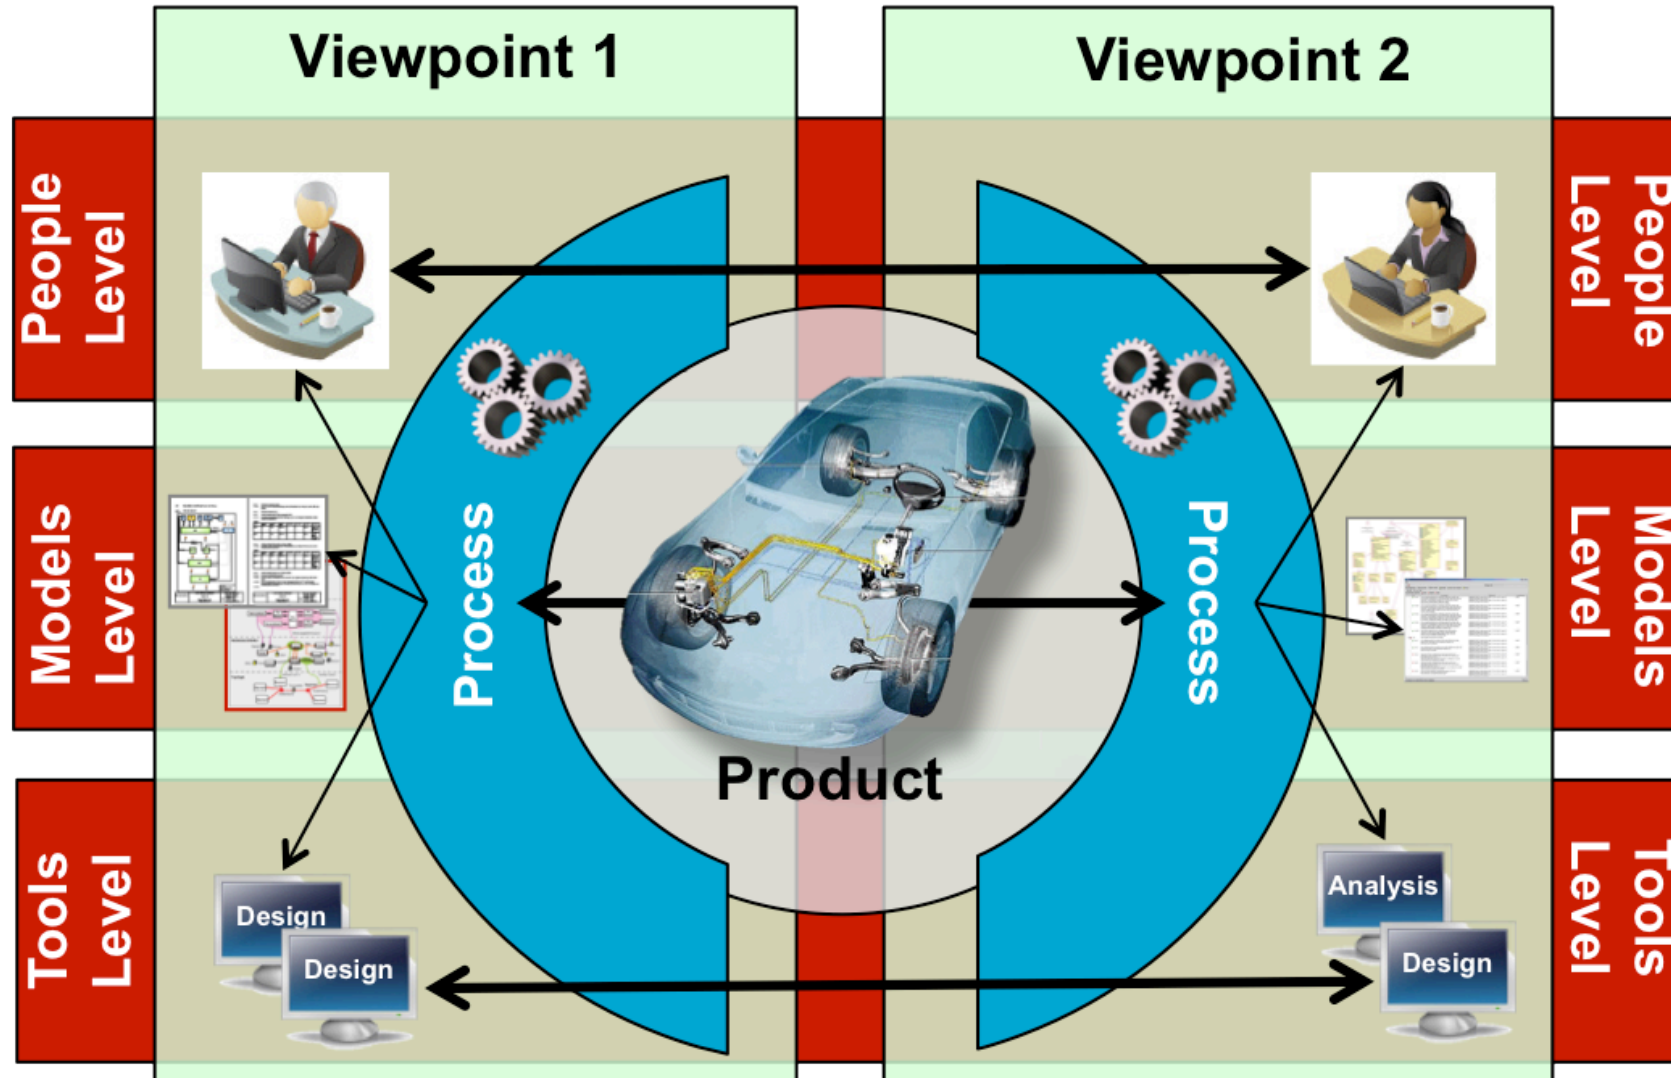 Viewpoint 1
Viewpoint 2
People
Level
People
Level
Models
Level
Process
Process
Models
Level
Product
Tools
Level
Design
Design
Analysis
Design
Tools
Level